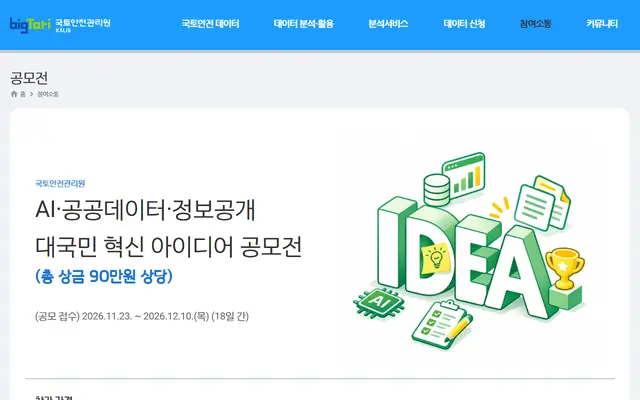 bigTori 국토안전관리원
KALIS
국토안전 데이터 데이터 분석·활용 분석서비스 데이터 신청 참여소통 커뮤니티
공모전
홈 > 참여소통
국토안전관리원
AI·공공데이터·정보공개
대국민 혁신 아이디어 공모전
(총 상금 90만원 상당)
(공모 접수) 2026.11.23. ~ 2026.12.10.(목) (18일 간)
IDEA
AI